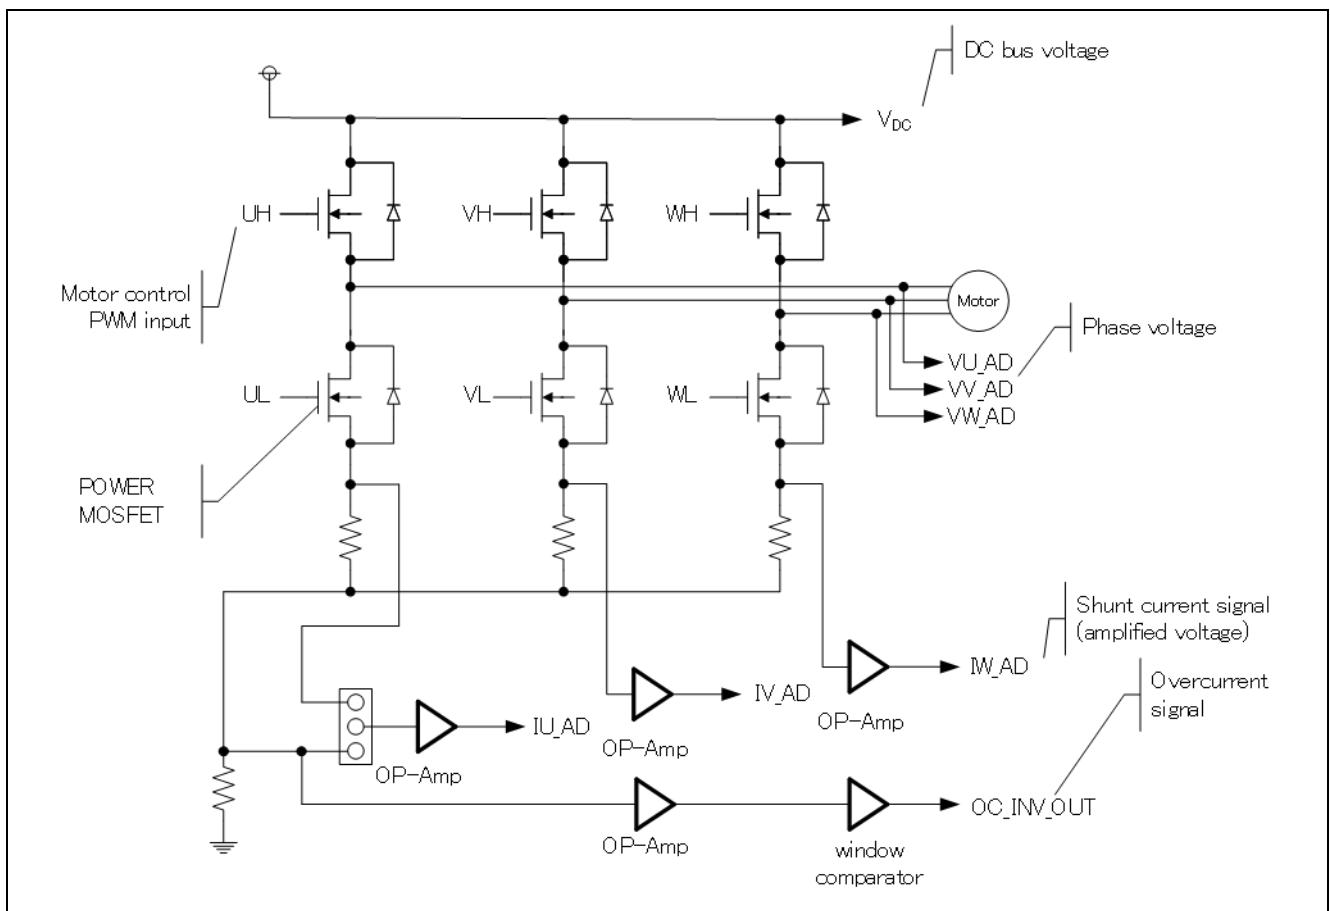 DC bus voltage
VDC
UH
VH
WH
Motor control
PWM input
Motor
Phase voltage
VU_AD
VV_AD
VW_AD
UL
VL
WL
POWER
MOSFET
Shunt current signal
(amplified voltage)
IW_AD
Overcurrent
signal
IV_AD
OP-Amp
IU_AD
OP-Amp
OP-Amp
OC_INV_OUT
OP-Amp
window
comparator